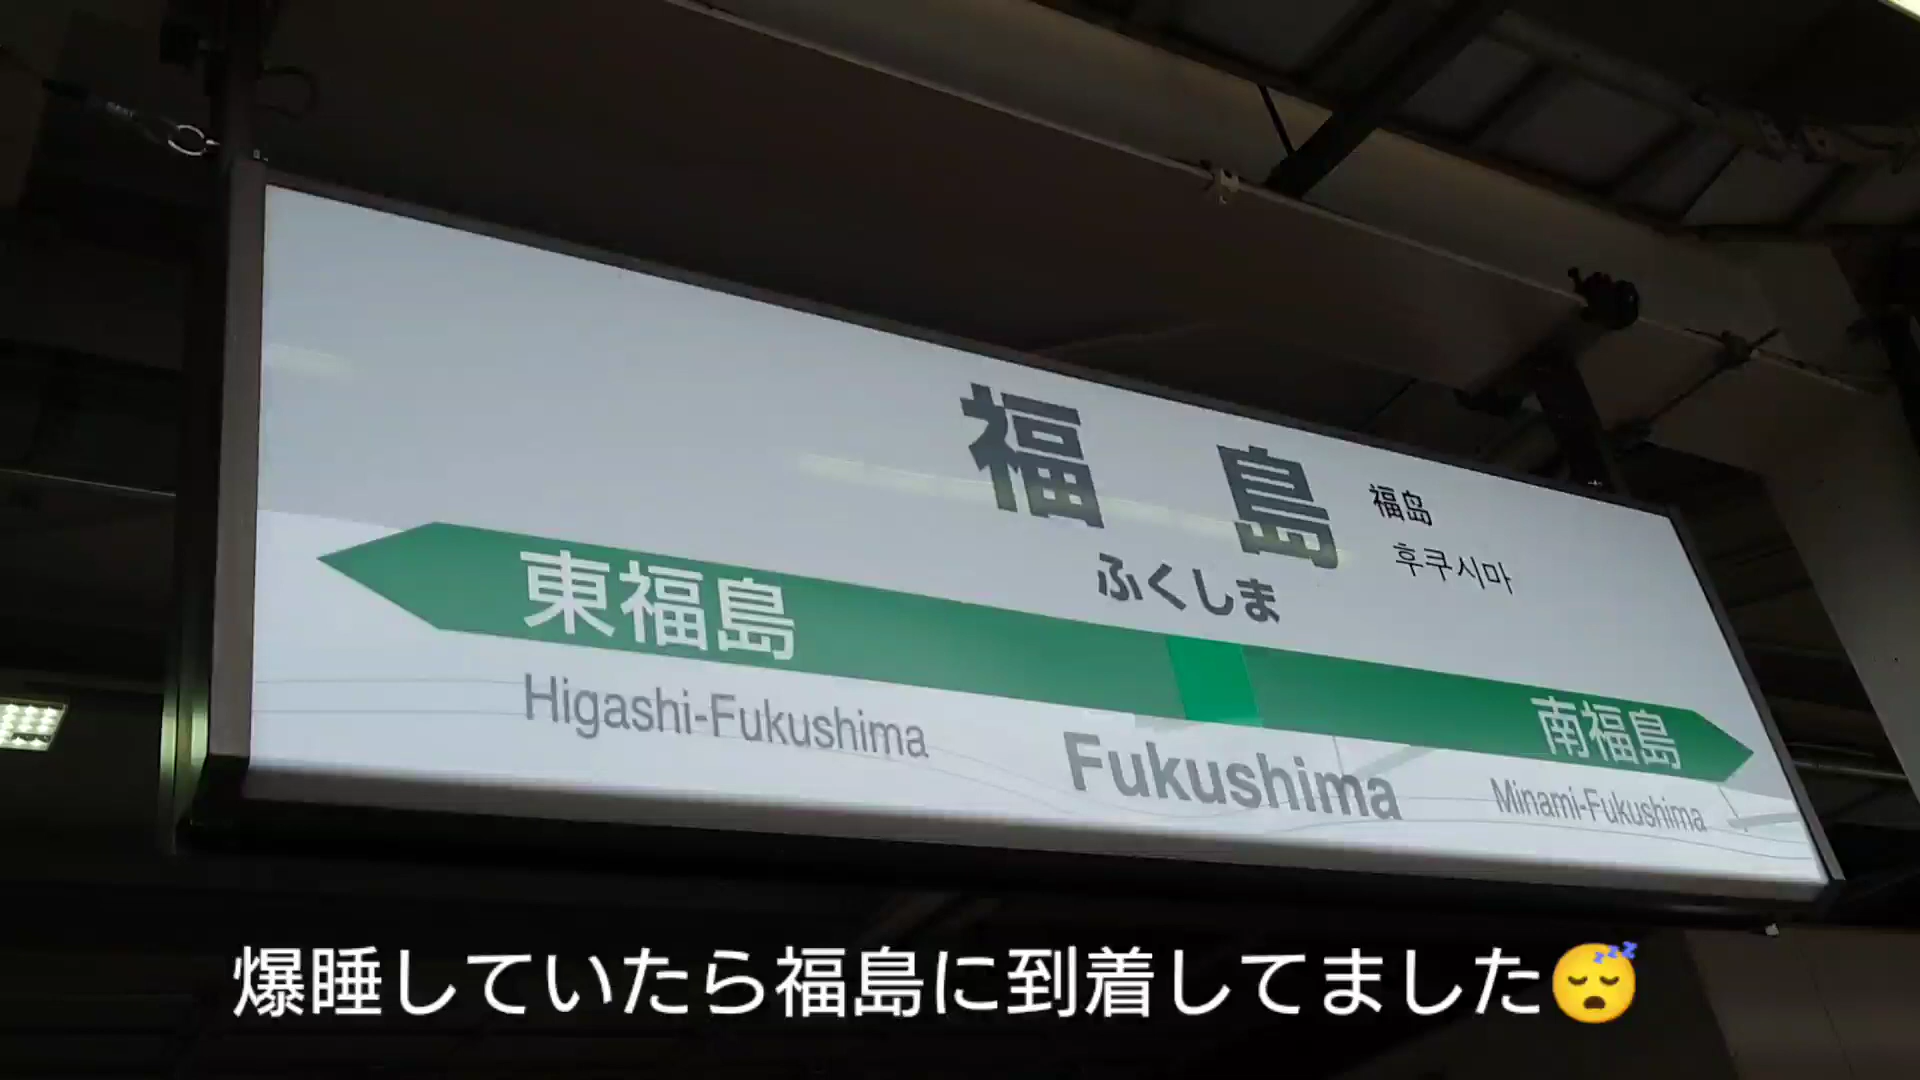 福島
福岛
후쿠시마
ふくしま
東福島
南福島
Higashi-Fukushima
Fukushima
Minami-Fukushima
爆睡していたら福島に到着してました😴